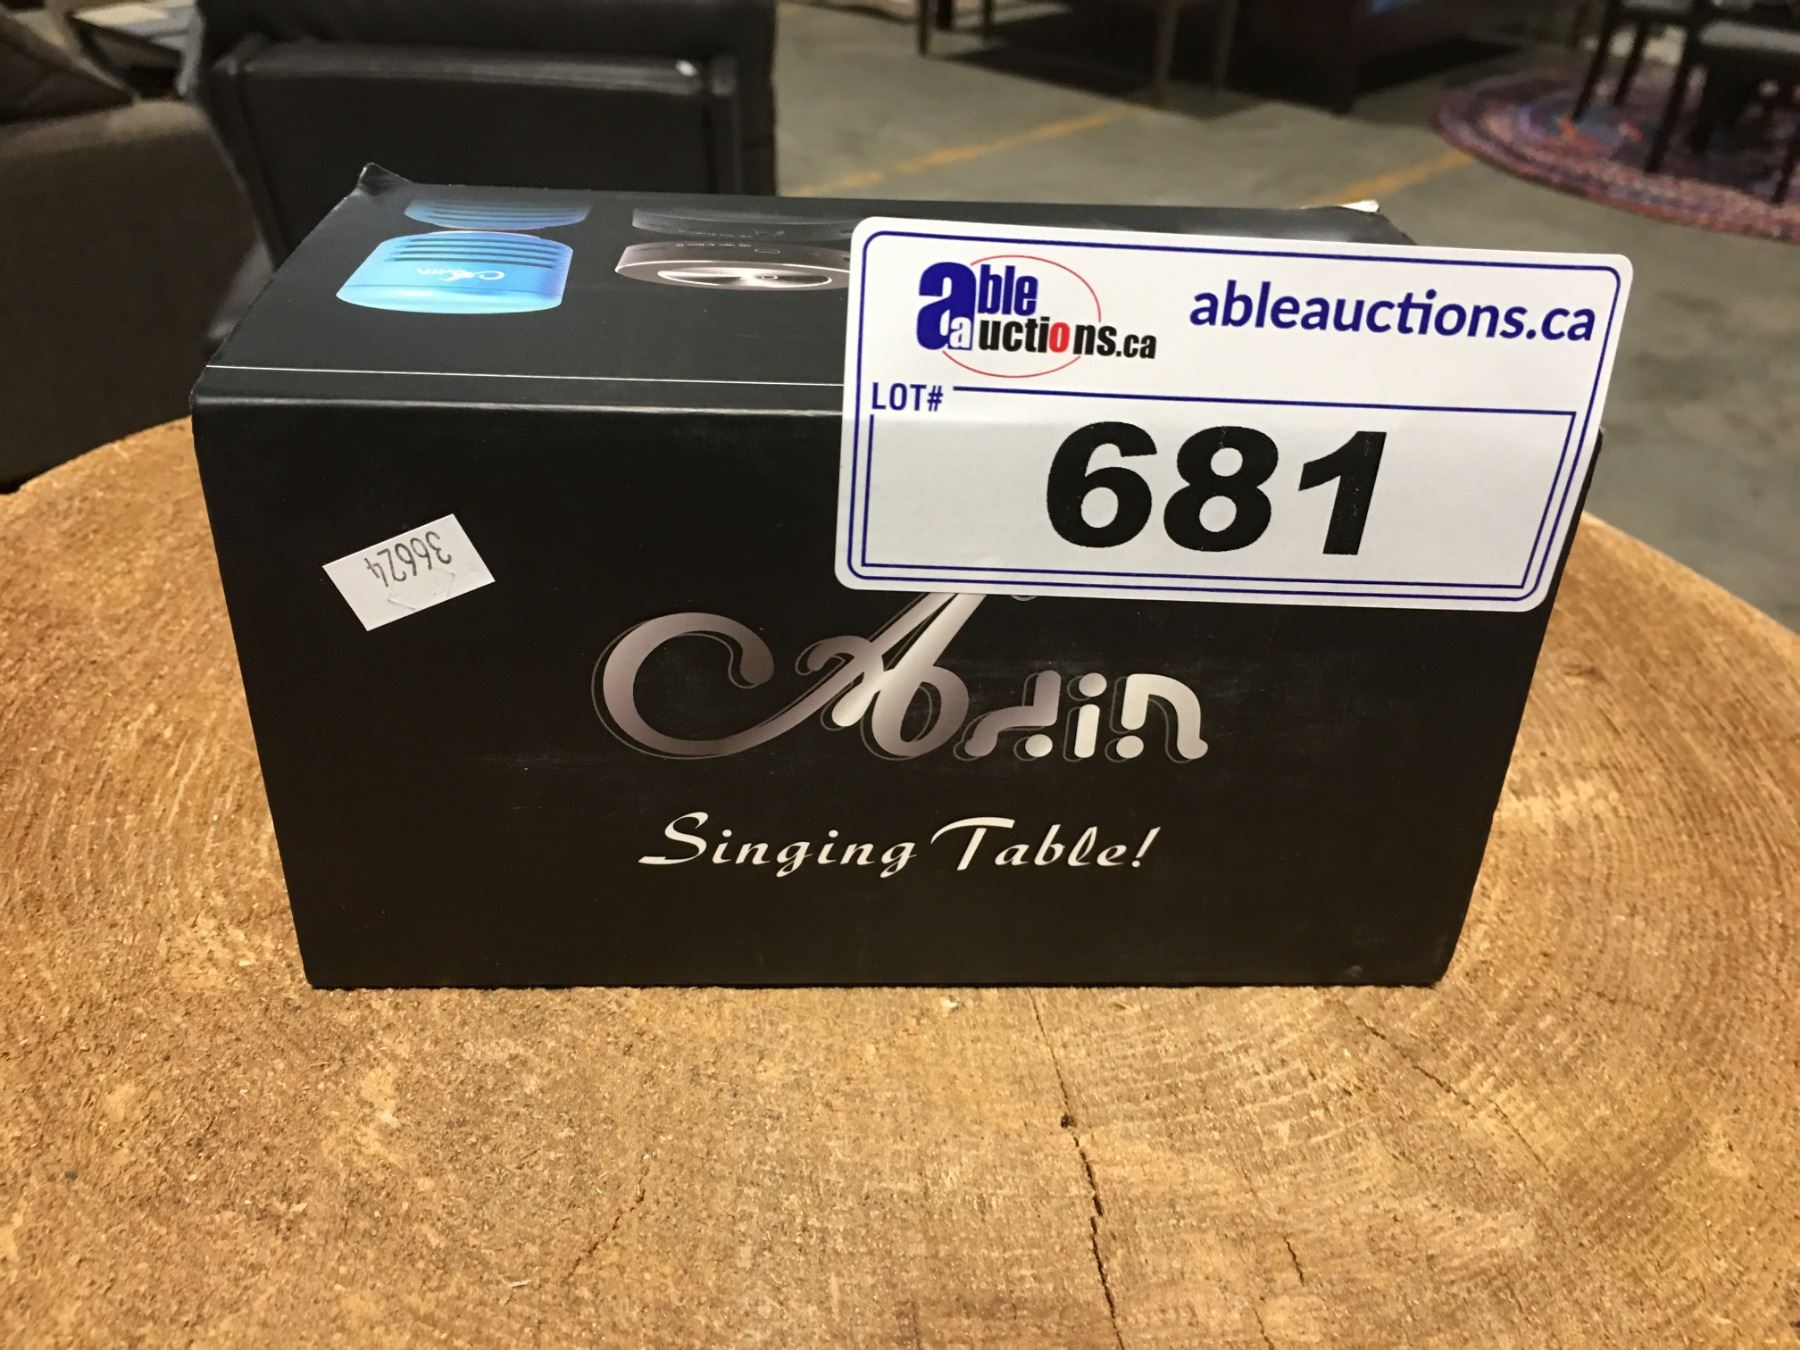 able
auctions.ca
ableauctions.ca
LOT#
681
36624
Adin
Singing Table!